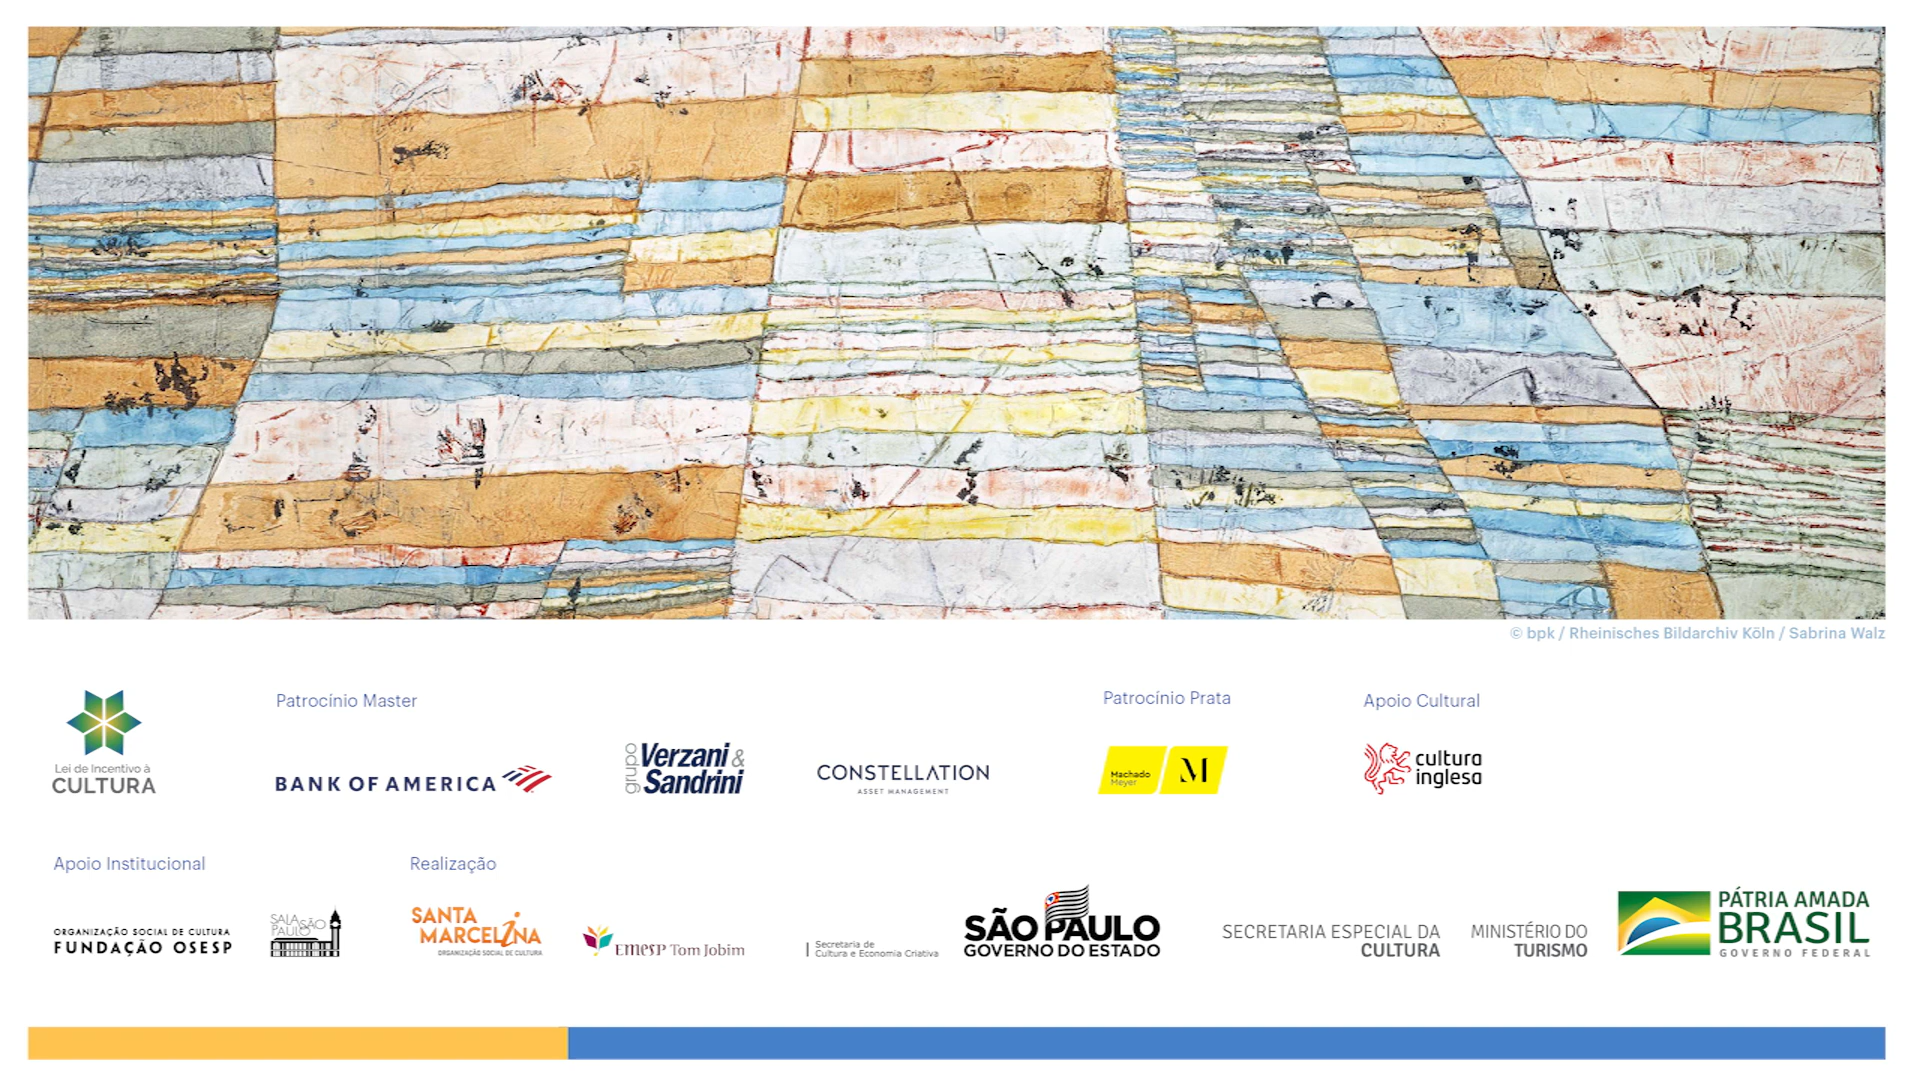 © bpk / Rheinisches Bildarchiv Köln / Sabrina Walz
Lei de Incentivo à
CULTURA
Patrocínio Master
BANK OF AMERICA
grupo
Verzani &
Sandrini
CONSTELLATION
ASSET MANAGEMENT
Patrocínio Prata
Machado
Meyer
M
Apoio Cultural
cultura
inglesa
Apoio Institucional
ORGANIZAÇÃO SOCIAL DE CULTURA
FUNDAÇÃO OSESP
SALA SÃO
PAULO
Realização
SANTA
MARCELINA
ORGANIZAÇÃO SOCIAL DE CULTURA
EMESP Tom Jobim
Secretaria de
Cultura e Economia Criativa
SÃO PAULO
GOVERNO DO ESTADO
SECRETARIA ESPECIAL DA
CULTURA
MINISTÉRIO DO
TURISMO
PÁTRIA AMADA
BRASIL
GOVERNO FEDERAL